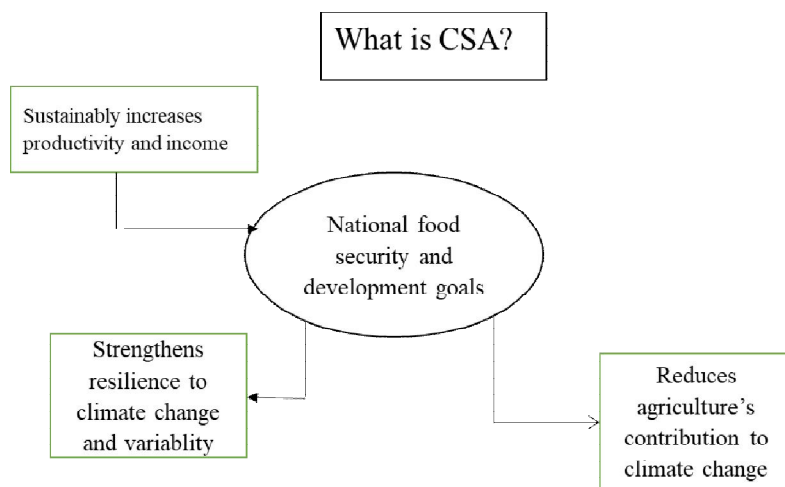 What is CSA?
Sustainably increases
productivity and income
National food
security and
development goals
Strengthens
resilience to
climate change
and variablity
Reduces
agriculture’s
contribution to
climate change